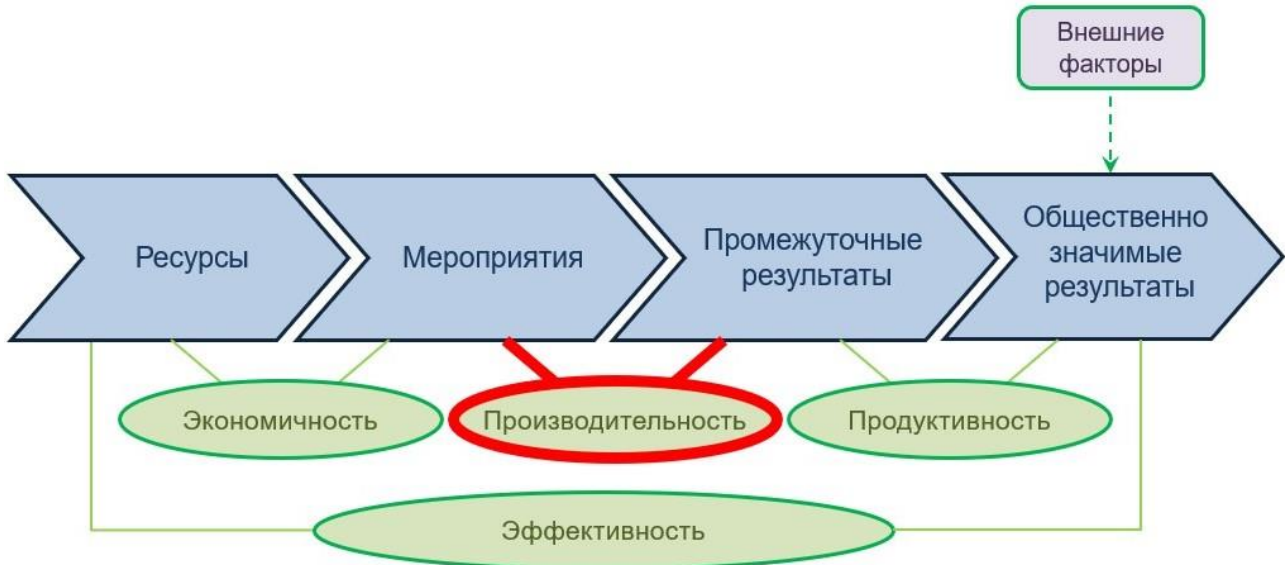 Внешние
факторы
Ресурсы
Мероприятия
Промежуточные
результаты
Общественно
значимые
результаты
Экономичность
Производительность
Продуктивность
Эффективность